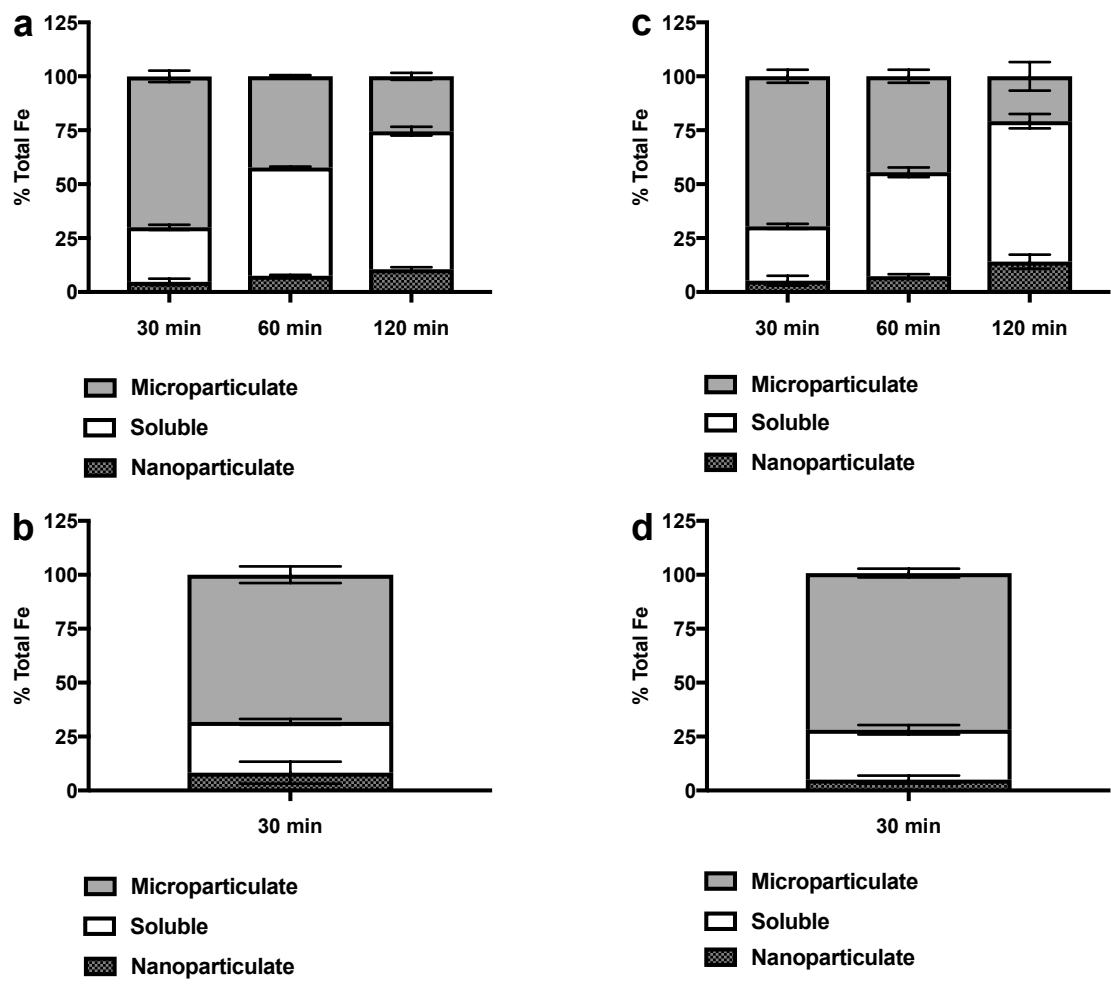 a
125
100
75
50
25
0
% Total Fe
30 min 60 min 120 min
Microparticulate
Soluble
Nanoparticulate
c
125
100
75
50
25
0
% Total Fe
30 min 60 min 120 min
Microparticulate
Soluble
Nanoparticulate
b
125
100
75
50
25
0
% Total Fe
30 min
Microparticulate
Soluble
Nanoparticulate
d
125
100
75
50
25
0
% Total Fe
30 min
Microparticulate
Soluble
Nanoparticulate